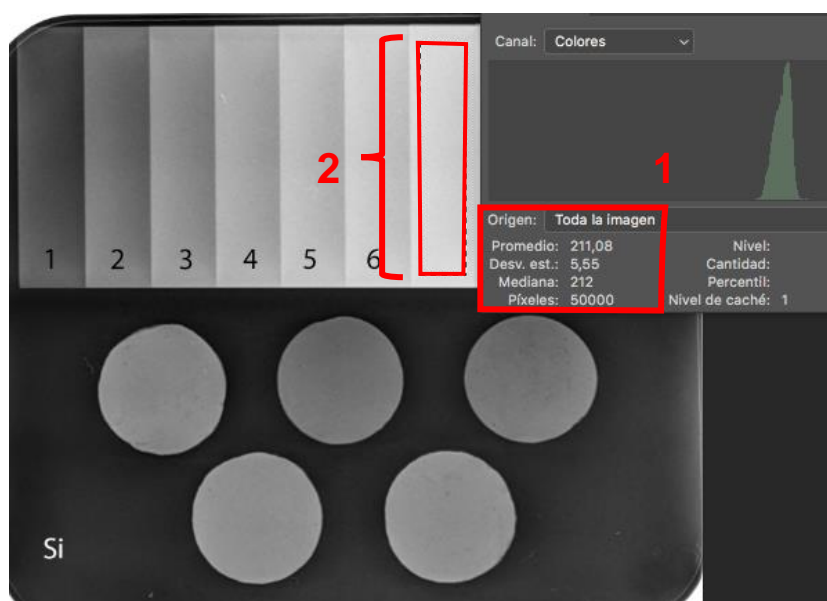 Canal: Colores
2
1
Origen: Toda la imagen
Promedio: 211,08 Nivel:
Desv. est.: 5,55 Cantidad:
Mediana: 212 Percentil:
Píxeles: 50000 Nivel de caché: 1
1 2 3 4 5 6
Si